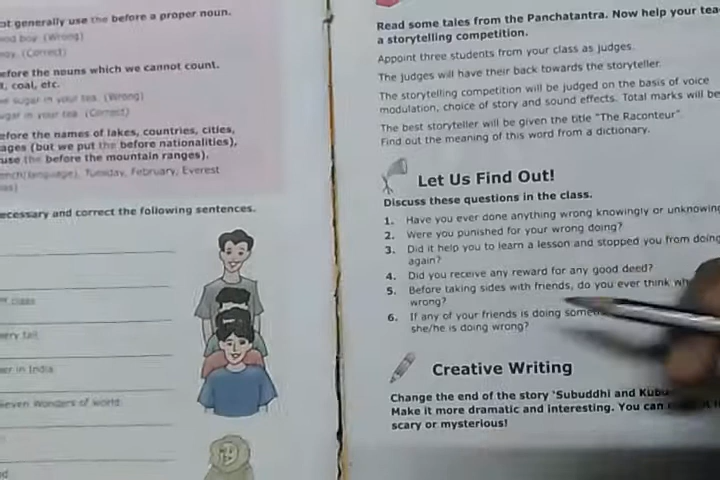 ot generally use the before a proper noun.
boy. (Wrong)
boy. (Correct)
efore the nouns which we cannot count.
coal, etc.
sugar in your tea. (Wrong)
sugar in your tea. (Correct)
efore the names of lakes, countries, cities,
ages (but we put the before nationalities),
use the before the mountain ranges).
ench(language), Tuesday, February, Everest
ecessary and correct the following sentences.
class
ery tall
er in India
leven Wonders of world
Read some tales from the Panchatantra. Now help your tea
a storytelling competition.
Appoint three students from your class as judges.
The judges will have their back towards the storyteller.
The storytelling competition will be judged on the basis of voice
modulation, choice of story and sound effects. Total marks will be
The best storyteller will be given the title "The Raconteur".
Find out the meaning of this word from a dictionary.
Let Us Find Out!
Discuss these questions in the class.
1. Have you ever done anything wrong knowingly or unknowing
2. Were you punished for your wrong doing?
3. Did it help you to learn a lesson and stopped you from doing
again?
4. Did you receive any reward for any good deed?
5. Before taking sides with friends, do you ever think wh
wrong?
6. If any of your friends is doing some
she/he is doing wrong?
Creative Writing
Change the end of the story 'Subuddhi and Kubu
Make it more dramatic and interesting. You can
scary or mysterious!